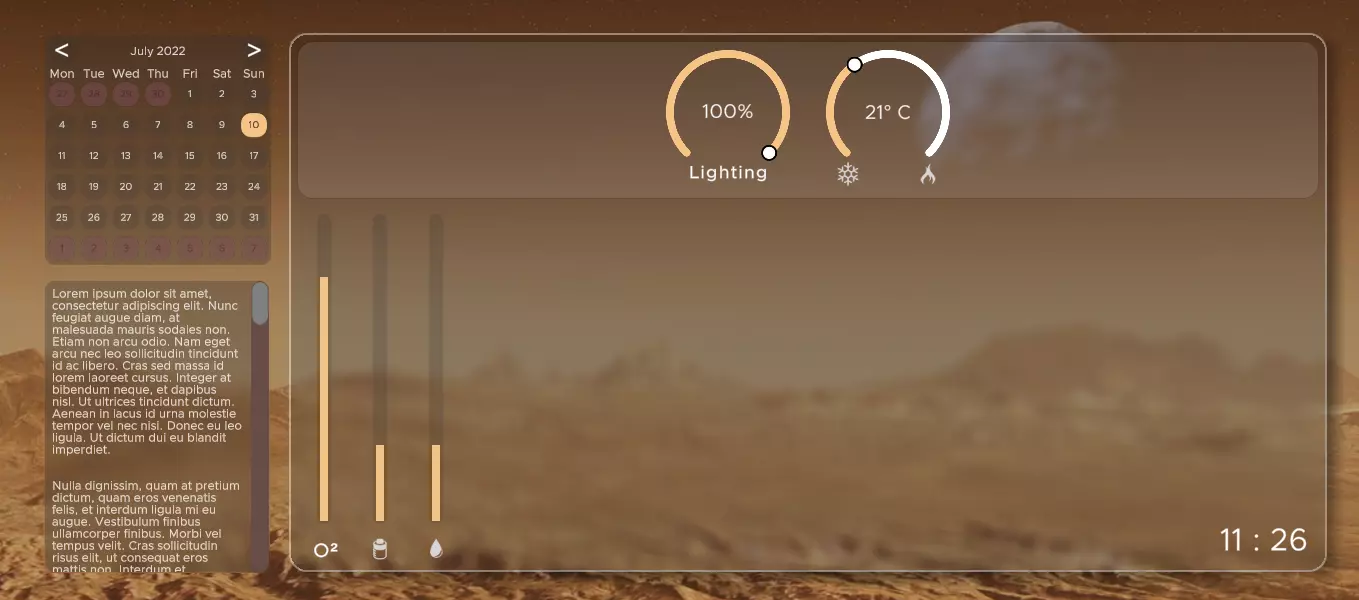 < July 2022 >
Mon Tue Wed Thu Fri Sat Sun
27 28 29 30 1 2 3
4 5 6 7 8 9 10
11 12 13 14 15 16 17
18 19 20 21 22 23 24
25 26 27 28 29 30 31
1 2 3 4 5 6 7
Lorem ipsum dolor sit amet,
consectetur adipiscing elit. Nunc
feugiat augue diam, at
malesuada mauris sodales non.
Etiam non arcu odio. Nam eget
arcu nec leo sollicitudin tincidunt
id ac libero. Cras sed massa id
lorem laoreet cursus. Integer at
bibendum neque, et dapibus
nisl. Ut ultrices tincidunt dictum.
Aenean in lacus id urna molestie
tempor vel nec nisi. Donec eu leo
ligula. Ut dictum dui eu blandit
imperdiet.
Nulla dignissim, quam at pretium
dictum, quam eros venenatis
felis, et interdum ligula mi eu
augue. Vestibulum finibus
ullamcorper finibus. Morbi vel
tempus velit. Cras sollicitudin
risus elit, ut consequat eros
mattis non. Interdum et
100%
Lighting
21° C
O²
11 : 26